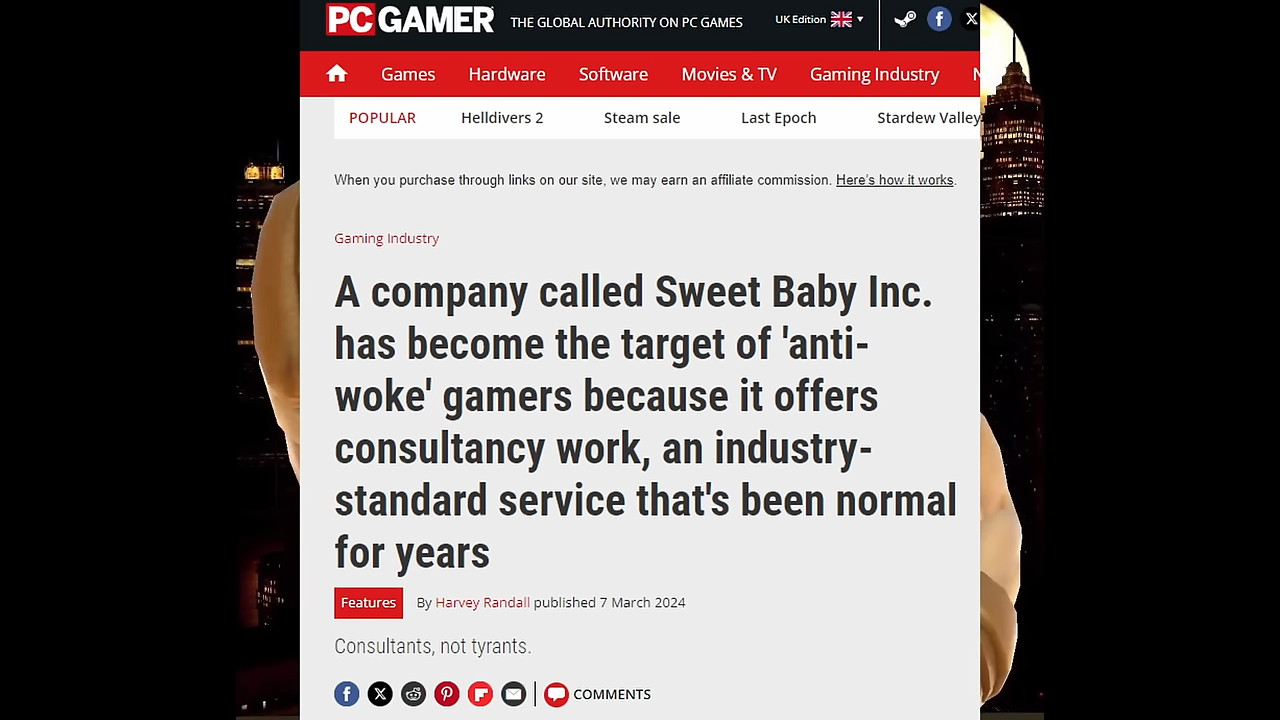 PC GAMER THE GLOBAL AUTHORITY ON PC GAMES UK Edition
Games Hardware Software Movies & TV Gaming Industry
POPULAR Helldivers 2 Steam sale Last Epoch Stardew Valley
When you purchase through links on our site, we may earn an affiliate commission. Here's how it works.
Gaming Industry
A company called Sweet Baby Inc.
has become the target of 'anti-
woke' gamers because it offers
consultancy work, an industry-
standard service that's been normal
for years
Features By Harvey Randall published 7 March 2024
Consultants, not tyrants.
COMMENTS